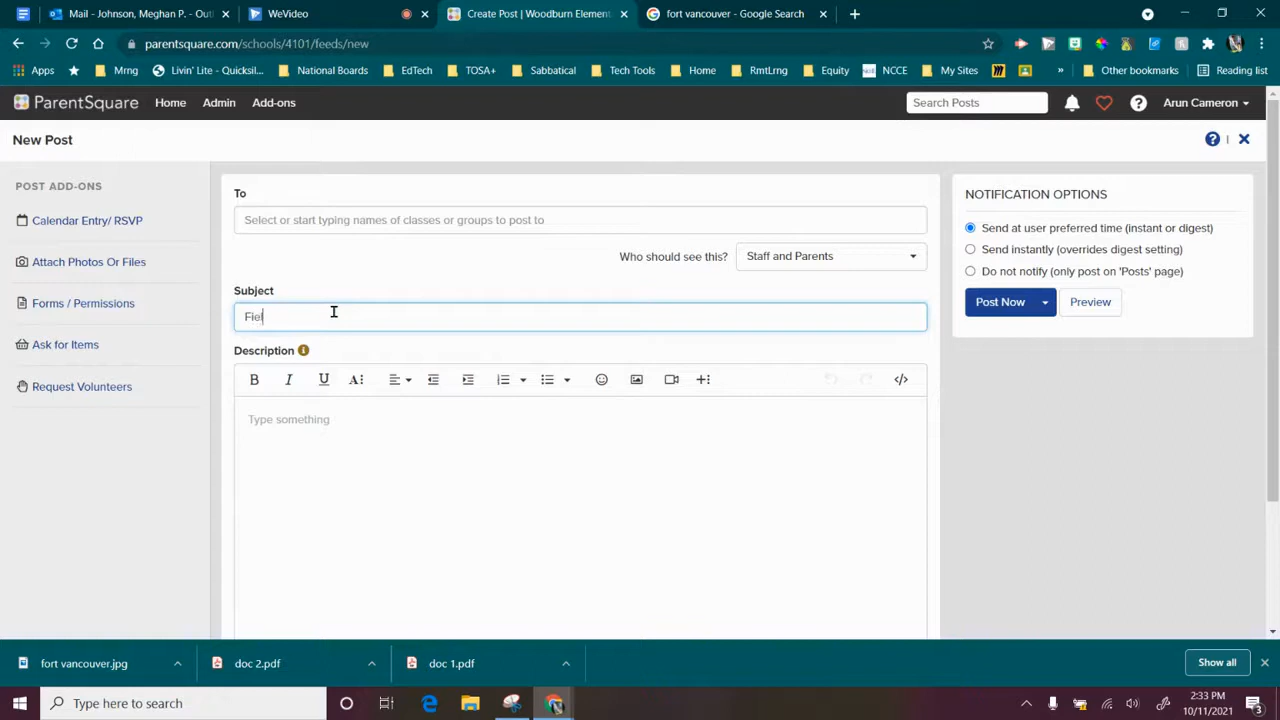 Mail - Johnson, Meghan P. - Outl
WeVideo
Create Post | Woodburn Element
fort vancouver - Google Search
parentsquare.com/schools/4101/feeds/new
Apps
Mrng
Livin' Lite - Quicksil...
National Boards
EdTech
TOSA+
Sabbatical
Tech Tools
Home
RmtLrng
Equity
NCCE
My Sites
Other bookmarks
Reading list
ParentSquare
Home
Admin
Add-ons
Search Posts
Arun Cameron
New Post
POST ADD-ONS
Calendar Entry/ RSVP
Attach Photos Or Files
Forms / Permissions
Ask for Items
Request Volunteers
To
Select or start typing names of classes or groups to post to
Who should see this?
Staff and Parents
Subject
Fiel
Description
Type something
NOTIFICATION OPTIONS
Send at user preferred time (instant or digest)
Send instantly (overrides digest setting)
Do not notify (only post on 'Posts' page)
Post Now
Preview
fort vancouver.jpg
doc 2.pdf
doc 1.pdf
Show all
Type here to search
2:33 PM
10/11/2021
3